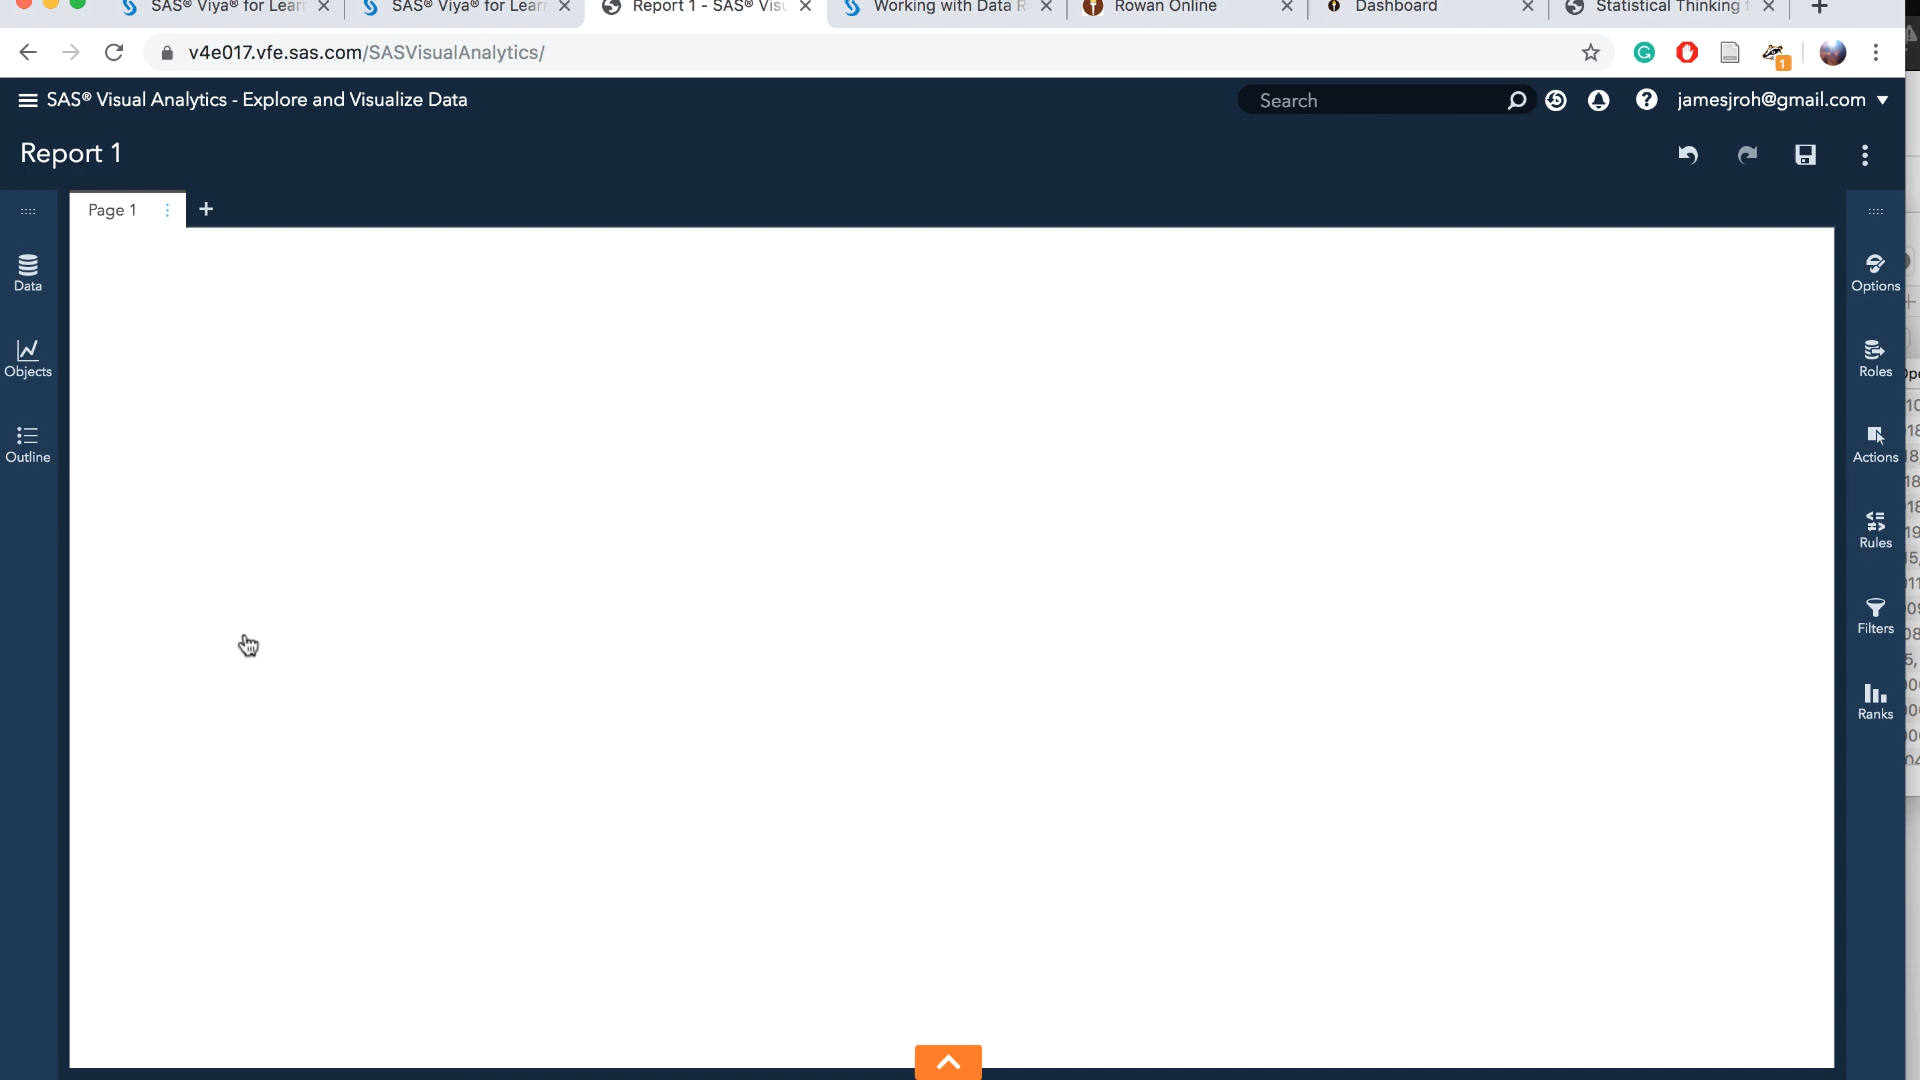 SAS® Viya® for Lear
SAS® Viya® for Lear
Report 1 - SAS® Visu
Working with Data R
Rowan Online
Dashboard
Statistical Thinking f
v4e017.vfe.sas.com/SASVisualAnalytics/
1
SAS® Visual Analytics - Explore and Visualize Data
Search
jamesjroh@gmail.com
Report 1
Page 1
Data
Objects
Outline
Options
Roles
Actions
Rules
Filters
Ranks